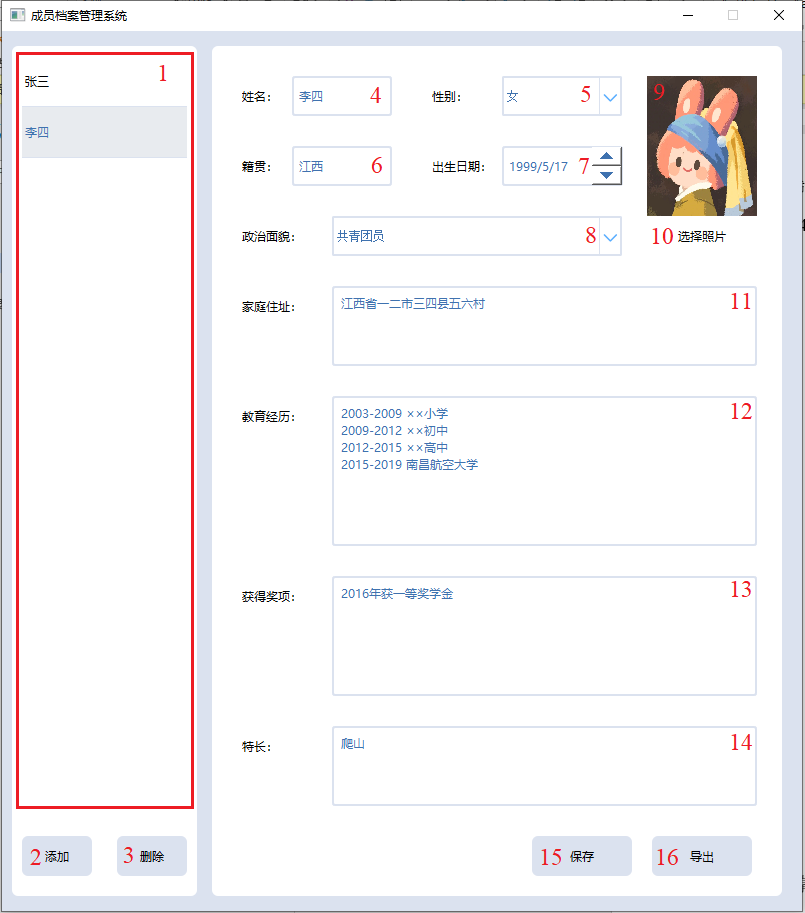 成员档案管理系统
张三 1
李四
2 添加
3 删除
姓名： 李四 4
性别： 女 5
9
籍贯： 江西 6
出生日期： 1999/5/17 7
政治面貌： 共青团员 8
10 选择照片
家庭住址： 江西省一二市三四县五六村 11
教育经历： 2003-2009 ××小学 12
2009-2012 ××初中
2012-2015 ××高中
2015-2019 南昌航空大学
获得奖项： 2016年获一等奖学金 13
特长： 爬山 14
15 保存
16 导出